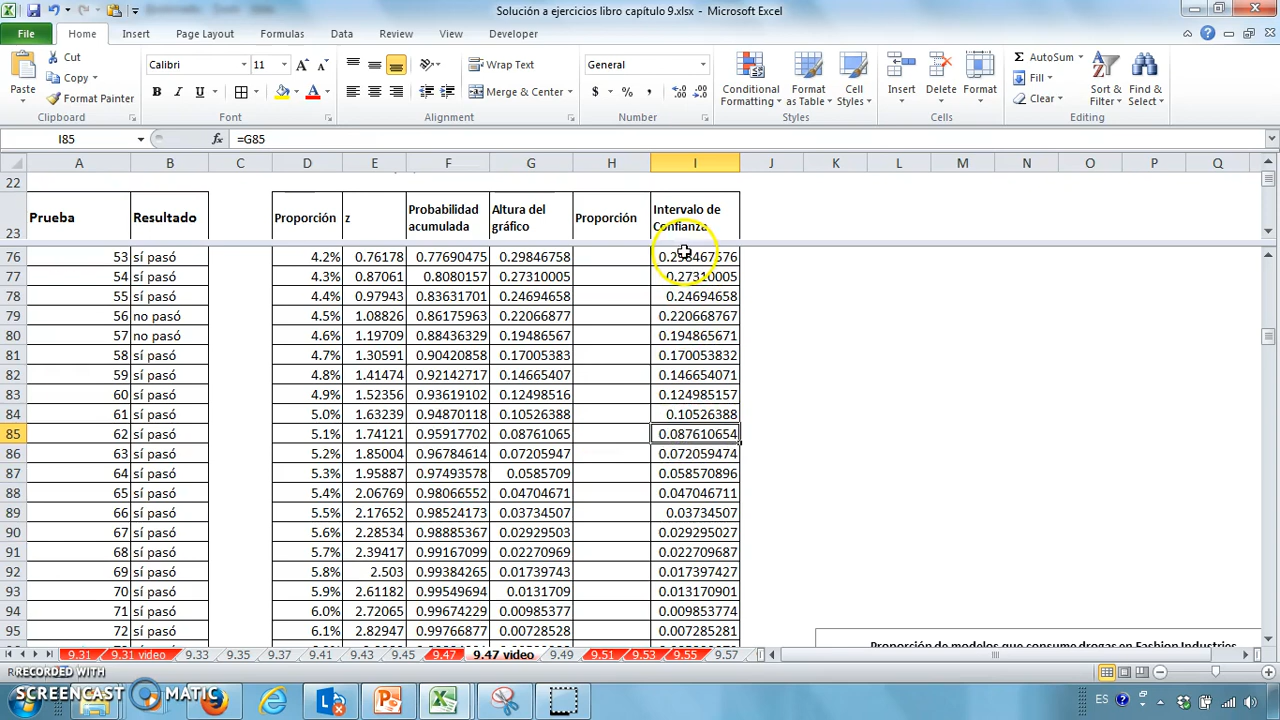 Solución a ejercicios libro capítulo 9.xlsx - Microsoft Excel
File Home Insert Page Layout Formulas Data Review View Developer
Cut Calibri 11 Wrap Text General AutoSum
Copy Fill
Paste Format Painter Merge & Center Conditional Formatting Format as Table Cell Styles Insert Delete Format Clear Sort & Filter Find & Select
Clipboard Font Alignment Number Styles Cells Editing
I85 fx =G85
A B C D E F G H I J K L M N O P Q
22
23 Prueba Resultado Proporción z Probabilidad acumulada Altura del gráfico Proporción Intervalo de Confianza
76 53 sí pasó 4.2% 0.76178 0.77690475 0.29846758 0.298467576
77 54 sí pasó 4.3% 0.87061 0.8080157 0.27310005 0.27310005
78 55 sí pasó 4.4% 0.97943 0.83631701 0.24694658 0.24694658
79 56 no pasó 4.5% 1.08826 0.86175963 0.22066877 0.220668767
80 57 no pasó 4.6% 1.19709 0.88436329 0.19486567 0.194865671
81 58 sí pasó 4.7% 1.30591 0.90420858 0.17005383 0.170053832
82 59 sí pasó 4.8% 1.41474 0.92142717 0.14665407 0.146654071
83 60 sí pasó 4.9% 1.52356 0.93619102 0.12498516 0.124985157
84 61 sí pasó 5.0% 1.63239 0.94870118 0.10526388 0.10526388
85 62 sí pasó 5.1% 1.74121 0.95917702 0.08761065 0.087610654
86 63 sí pasó 5.2% 1.85004 0.96784614 0.07205947 0.072059474
87 64 sí pasó 5.3% 1.95887 0.97493578 0.0585709 0.058570896
88 65 sí pasó 5.4% 2.06769 0.98066552 0.04704671 0.047046711
89 66 sí pasó 5.5% 2.17652 0.98524173 0.03734507 0.03734507
90 67 sí pasó 5.6% 2.28534 0.98885367 0.02929503 0.029295027
91 68 sí pasó 5.7% 2.39417 0.99167099 0.02270969 0.022709687
92 69 sí pasó 5.8% 2.503 0.99384265 0.01739743 0.017397427
93 70 sí pasó 5.9% 2.61182 0.99549694 0.0131709 0.013170901
94 71 sí pasó 6.0% 2.72065 0.99674229 0.00985377 0.009853774
95 72 sí pasó 6.1% 2.82947 0.99766877 0.00728528 0.007285281
Proporción de modelos que consume drogas en Fashion Industries
9.31 9.31 video 9.33 9.35 9.37 9.41 9.43 9.45 9.47 9.47 video 9.49 9.51 9.53 9.55 9.57
RECORDED WITH
SCREENCAST MATIC
ES